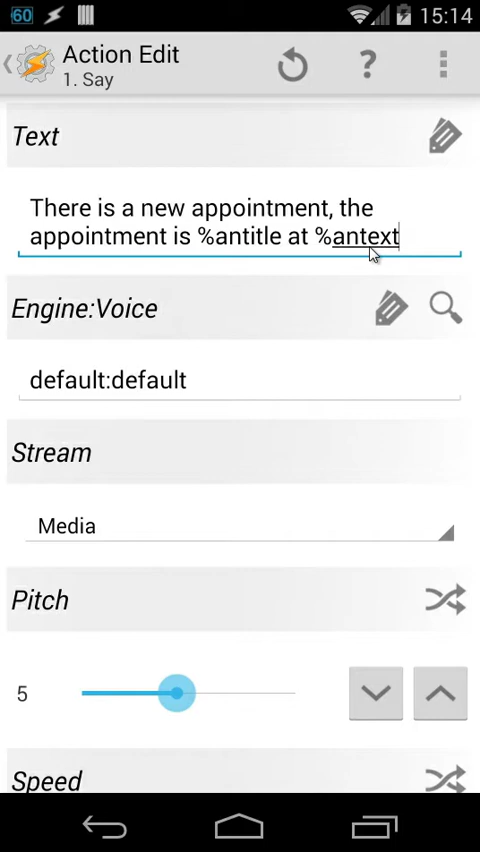 60
15:14
Action Edit
1. Say
Text
There is a new appointment, the
appointment is %antitle at %antext
Engine:Voice
default:default
Stream
Media
Pitch
5
Speed